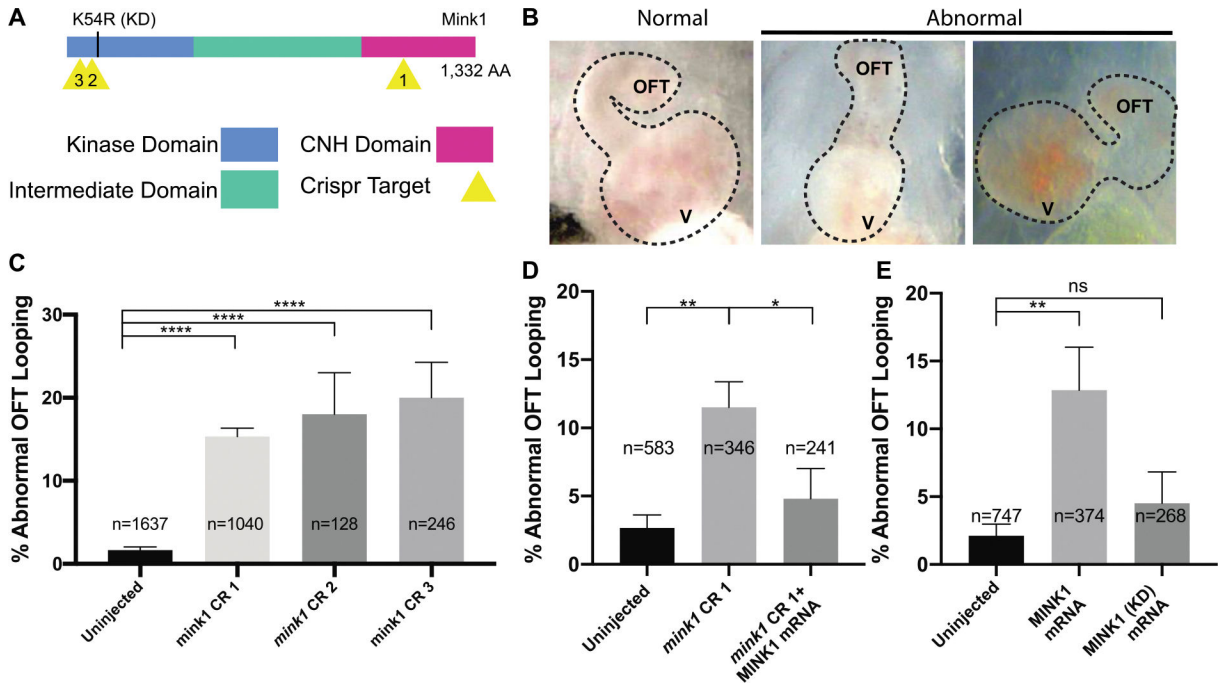 A
K54R (KD)
Mink1
3 2
1
1,332 AA
Kinase Domain
CNH Domain
Intermediate Domain
Crispr Target
B
Normal
Abnormal
OFT
V
OFT
V
OFT
V
C
% Abnormal OFT Looping
30
20
10
0
****
****
****
n=1637
n=1040
n=128
n=246
Uninjected
mink1 CR 1
mink1 CR 2
mink1 CR 3
D
% Abnormal OFT Looping
20
15
10
5
0
**
*
n=583
n=346
n=241
Uninjected
mink1 CR 1
mink1 CR 1+
MINK1 mRNA
E
% Abnormal OFT Looping
20
15
10
5
0
ns
**
n=747
n=374
n=268
Uninjected
MINK1
mRNA
MINK1 (KD)
mRNA